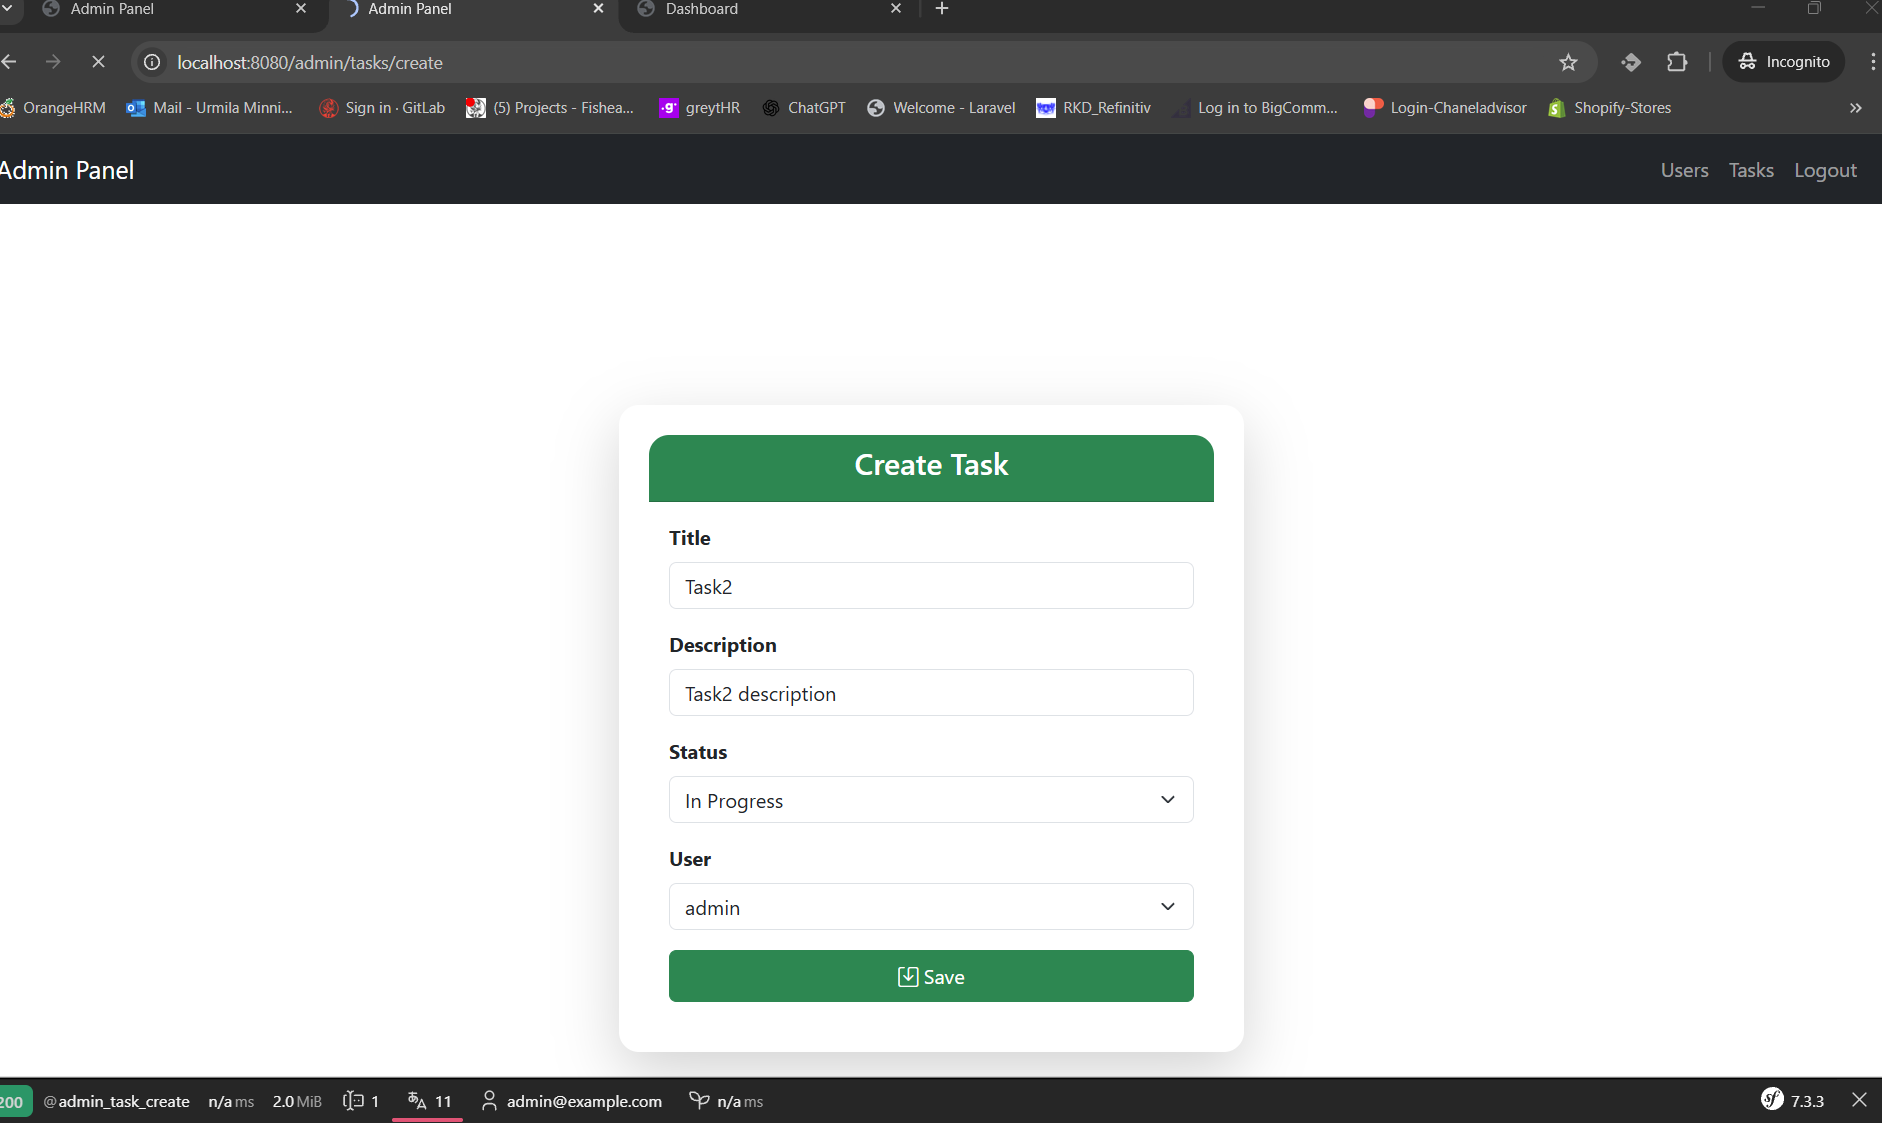 Admin Panel
Admin Panel
Dashboard
localhost:8080/admin/tasks/create
Incognito
OrangeHRM
Mail - Urmila Minni...
Sign in · GitLab
(5) Projects - Fishea...
greytHR
ChatGPT
Welcome - Laravel
RKD_Refinitiv
Log in to BigComm...
Login-Chaneladvisor
Shopify-Stores
Admin Panel
Users
Tasks
Logout
Create Task
Title
Task2
Description
Task2 description
Status
In Progress
User
admin
Save
200 @admin_task_create n/a ms 2.0 MiB 1 11 admin@example.com n/a ms 7.3.3